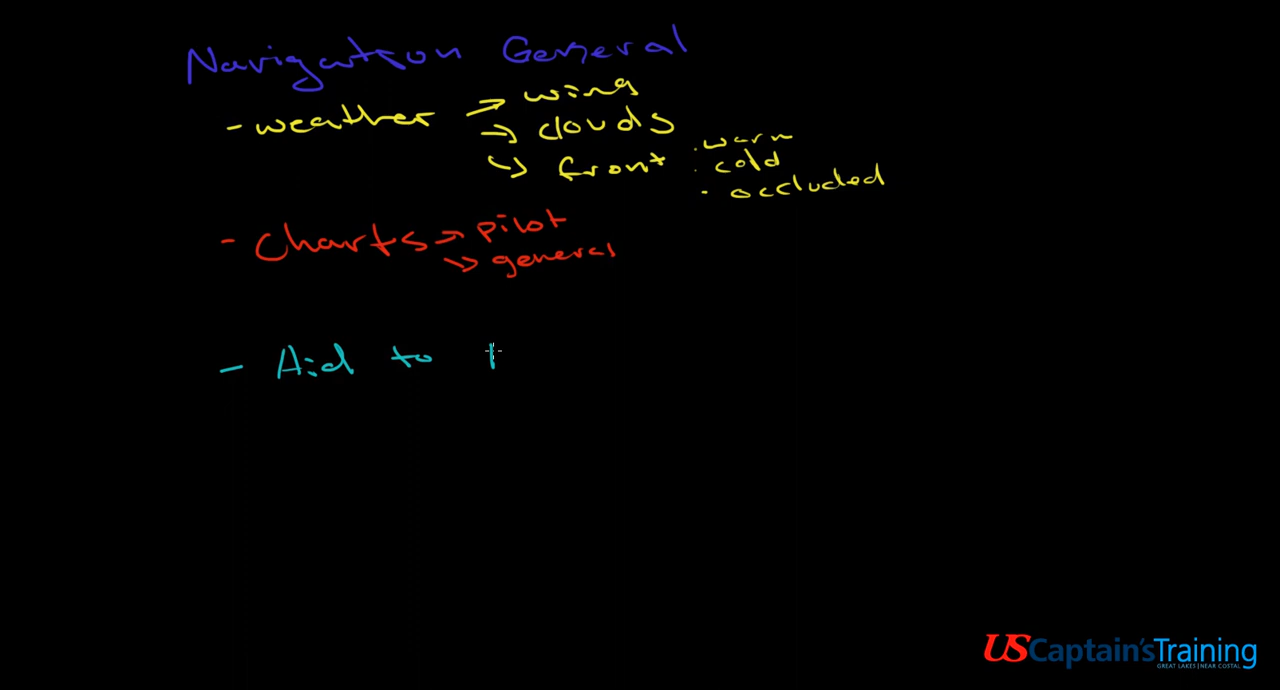 Navigation General
- weather → wing
→ clouds
→ front . warm
. cold
. occluded
- Charts → pilot
→ general
- Aid to
USCaptain'sTraining
GREAT LAKES | NEAR COSTAL